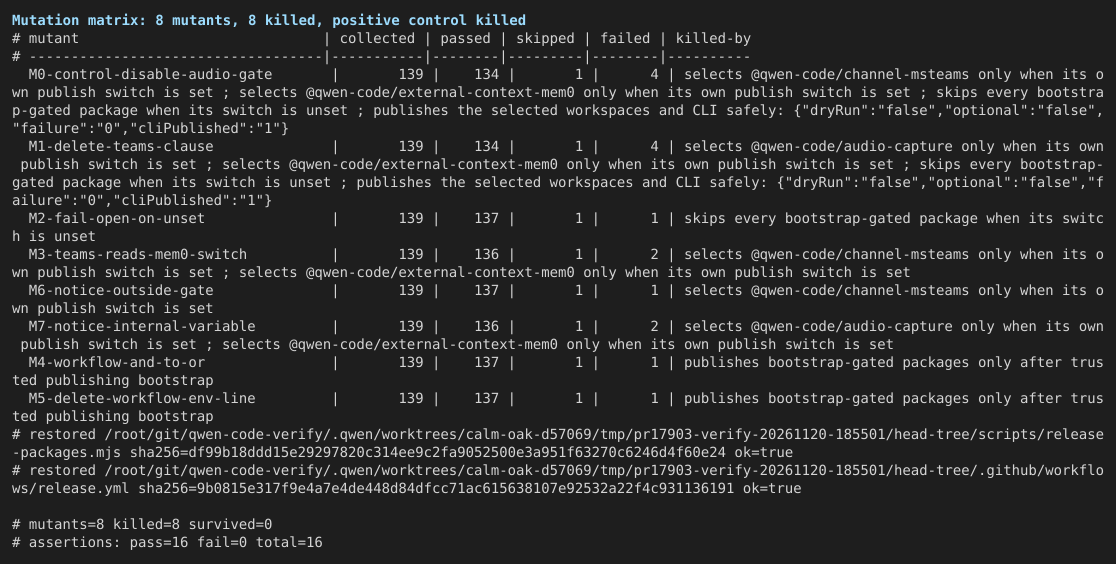 Mutation matrix: 8 mutants, 8 killed, positive control killed
# mutant                             | collected | passed | skipped | failed | killed-by
# -----------------------------------|-----------|--------|---------|--------|----------
  M0-control-disable-audio-gate       |       139 |    134 |       1 |      4 | selects @qwen-code/channel-msteams only when its o
wn publish switch is set ; selects @qwen-code/external-context-mem0 only when its own publish switch is set ; skips every bootstra
p-gated package when its switch is unset ; publishes the selected workspaces and CLI safely: {"dryRun":"false","optional":"false",
"failure":"0","cliPublished":"1"}
  M1-delete-teams-clause              |       139 |    134 |       1 |      4 | selects @qwen-code/audio-capture only when its own
 publish switch is set ; selects @qwen-code/external-context-mem0 only when its own publish switch is set ; skips every bootstrap-
gated package when its switch is unset ; publishes the selected workspaces and CLI safely: {"dryRun":"false","optional":"false","f
ailure":"0","cliPublished":"1"}
  M2-fail-open-on-unset               |       139 |    137 |       1 |      1 | skips every bootstrap-gated package when its switc
h is unset
  M3-teams-reads-mem0-switch          |       139 |    136 |       1 |      2 | selects @qwen-code/channel-msteams only when its o
wn publish switch is set ; selects @qwen-code/external-context-mem0 only when its own publish switch is set
  M6-notice-outside-gate              |       139 |    137 |       1 |      1 | selects @qwen-code/channel-msteams only when its o
wn publish switch is set
  M7-notice-internal-variable         |       139 |    136 |       1 |      2 | selects @qwen-code/audio-capture only when its own
 publish switch is set ; selects @qwen-code/external-context-mem0 only when its own publish switch is set
  M4-workflow-and-to-or               |       139 |    137 |       1 |      1 | publishes bootstrap-gated packages only after trus
ted publishing bootstrap
  M5-delete-workflow-env-line         |       139 |    137 |       1 |      1 | publishes bootstrap-gated packages only after trus
ted publishing bootstrap
# restored /root/git/qwen-code-verify/.qwen/worktrees/calm-oak-d57069/tmp/pr17903-verify-20261120-185501/head-tree/scripts/release
-packages.mjs sha256=df99b18ddd15e29297820c314ee9c2fa9052500e3a951f63270c6246d4f60e24 ok=true
# restored /root/git/qwen-code-verify/.qwen/worktrees/calm-oak-d57069/tmp/pr17903-verify-20261120-185501/head-tree/.github/workflo
ws/release.yml sha256=9b0815e317f9e4a7e4de448d84dfcc71ac615638107e92532a22f4c931136191 ok=true
# mutants=8 killed=8 survived=0
# assertions: pass=16 fail=0 total=16